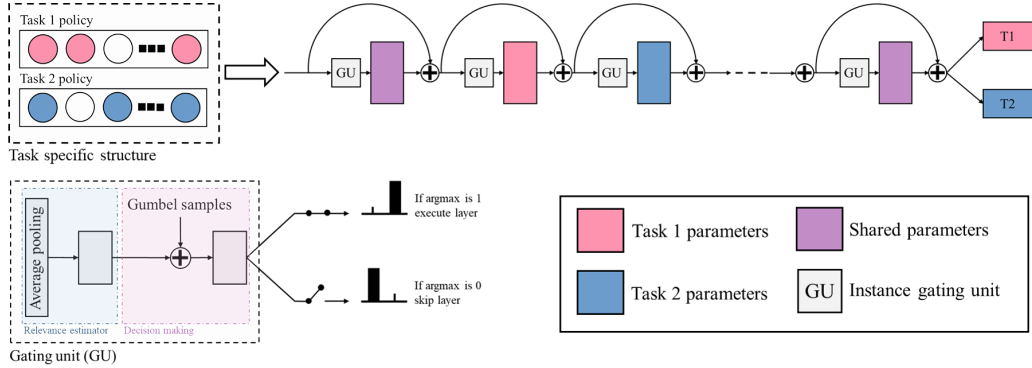 Task 1 policy
Task 2 policy
Task specific structure
GU
GU
GU
GU
T1
T2
Average pooling
Gumbel samples
Relevance estimator
Decision making
Gating unit (GU)
If argmax is 1
execute layer
If argmax is 0
skip layer
Task 1 parameters
Shared parameters
Task 2 parameters
GU
Instance gating unit